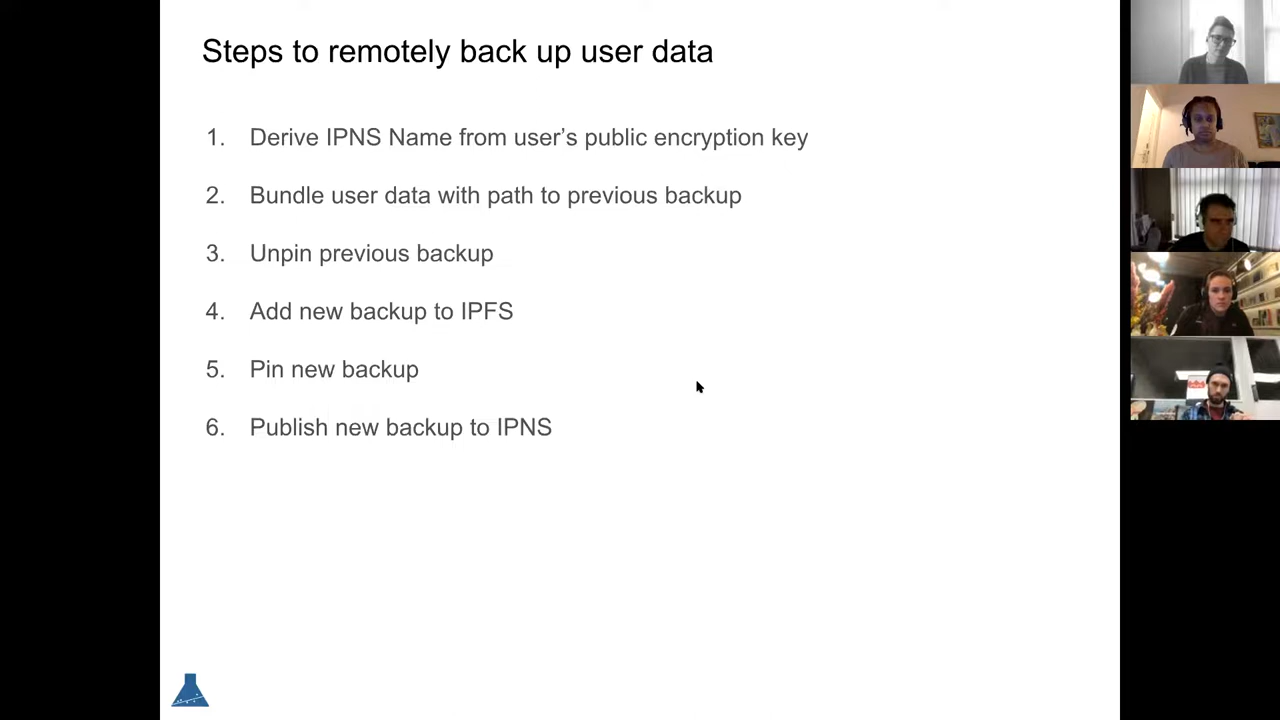 Steps to remotely back up user data
1. Derive IPNS Name from user's public encryption key
2. Bundle user data with path to previous backup
3. Unpin previous backup
4. Add new backup to IPFS
5. Pin new backup
6. Publish new backup to IPNS